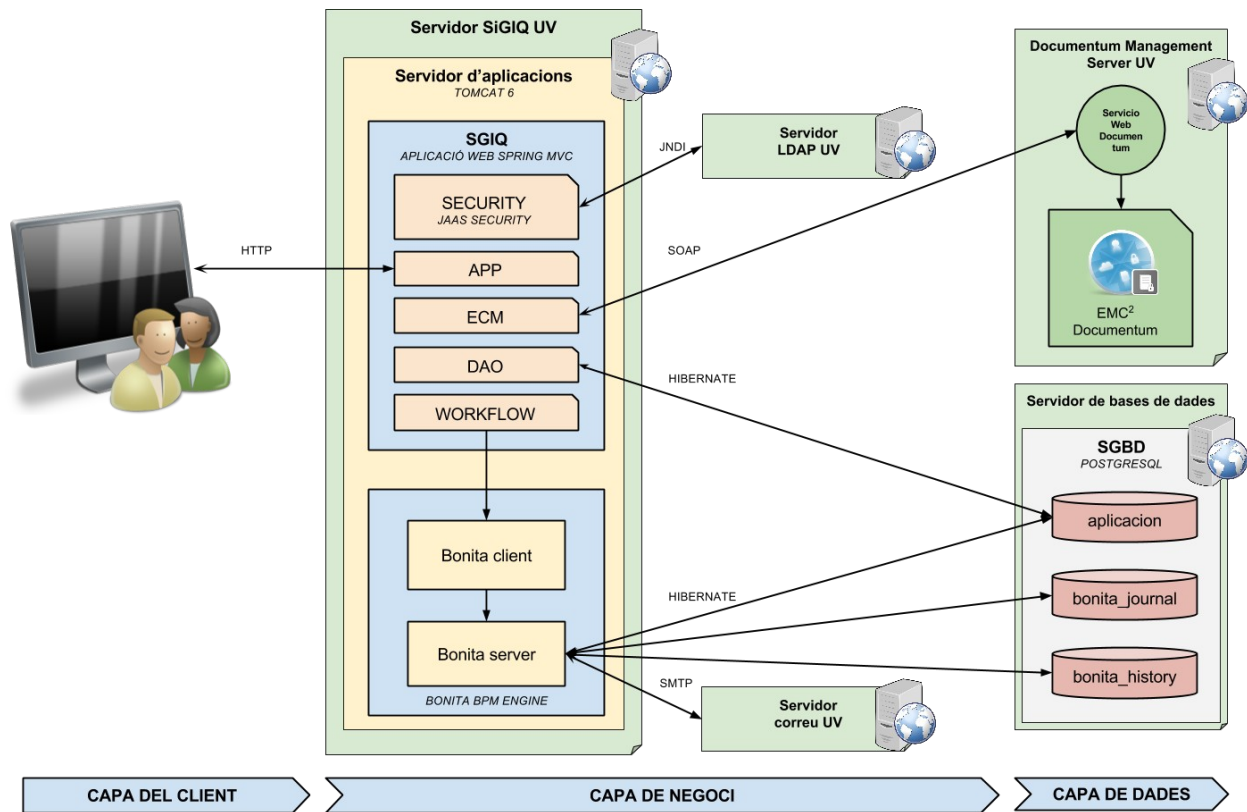 Servidor SiGIQ UV
Servidor d'aplicacions
TOMCAT 6
SGIQ
APLICACIÓ WEB SPRING MVC
SECURITY
JAAS SECURITY
APP
ECM
DAO
WORKFLOW
Bonita client
Bonita server
BONITA BPM ENGINE
HTTP
JNDI
SOAP
HIBERNATE
HIBERNATE
SMTP
Servidor
LDAP UV
Servidor
correu UV
Documentum Management
Server UV
Servicio
Web
Documen
tum
EMC²
Documentum
Servidor de bases de dades
SGBD
POSTGRESQL
aplicacion
bonita_journal
bonita_history
CAPA DEL CLIENT
CAPA DE NEGOCI
CAPA DE DADES